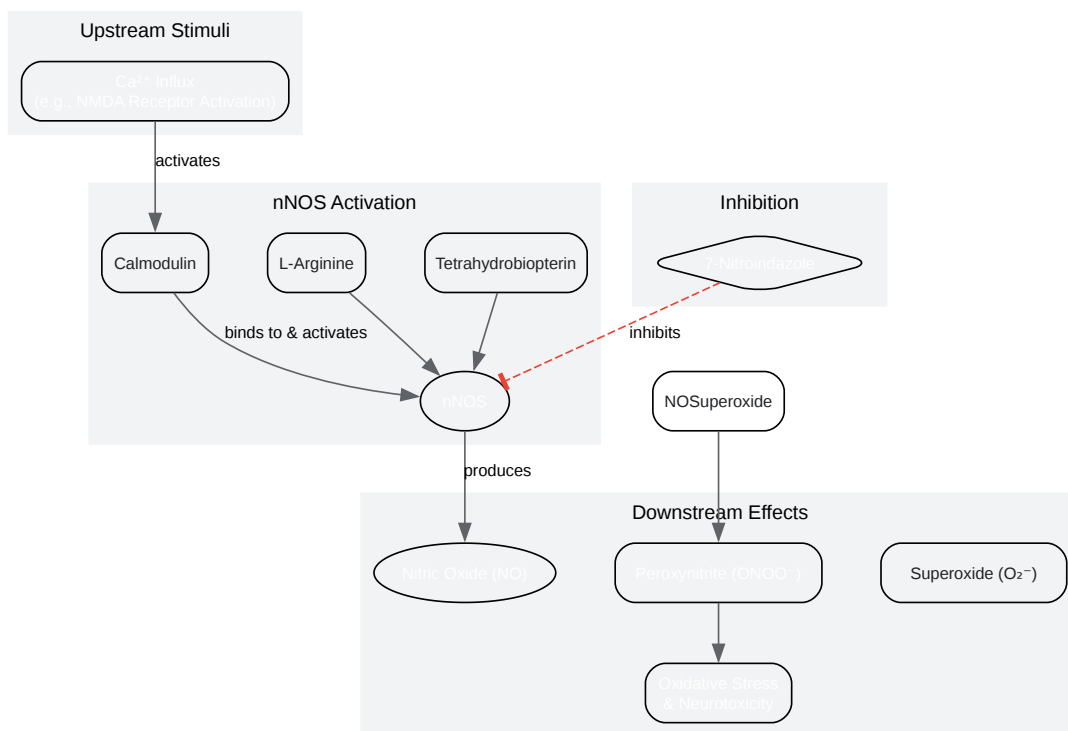 Upstream Stimuli
Ca²⁺ Influx
(e.g., NMDA Receptor Activation)
activates
nNOS Activation
Inhibition
Calmodulin
L-Arginine
Tetrahydrobiopterin
7-Nitroindazole
binds to & activates
inhibits
nNOS
NOSuperoxide
produces
Downstream Effects
Nitric Oxide (NO)
Peroxynitrite (ONOO⁻)
Superoxide (O₂⁻)
Oxidative Stress
& Neurotoxicity